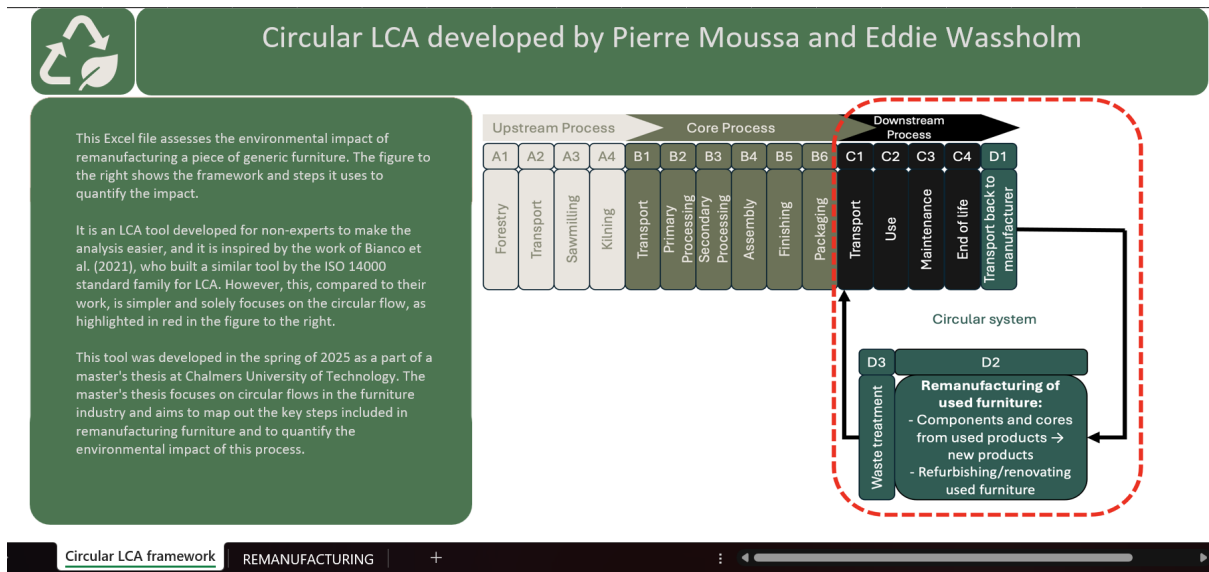 Circular LCA developed by Pierre Moussa and Eddie Wassholm
This Excel file assesses the environmental impact of
remanufacturing a piece of generic furniture. The figure to
the right shows the framework and steps it uses to
quantify the impact.
It is an LCA tool developed for non-experts to make the
analysis easier, and it is inspired by the work of Bianco et
al. (2021), who built a similar tool by the ISO 14000
standard family for LCA. However, this, compared to their
work, is simpler and solely focuses on the circular flow, as
highlighted in red in the figure to the right.
This tool was developed in the spring of 2025 as a part of a
master's thesis at Chalmers University of Technology. The
master's thesis focuses on circular flows in the furniture
industry and aims to map out the key steps included in
remanufacturing furniture and to quantify the
environmental impact of this process.
Upstream Process
Core Process
Downstream
Process
A1 A2 A3 A4 B1 B2 B3 B4 B5 B6 C1 C2 C3 C4 D1
Forestry
Transport
Sawmilling
Kilning
Transport
Primary
Processing
Secondary
Processing
Assembly
Finishing
Packaging
Transport
Use
Maintenance
End of life
Transport back to
manufacturer
Circular system
D3 D2
Waste treatment
Remanufacturing of
used furniture:
- Components and cores
from used products →
new products
- Refurbishing/renovating
used furniture
Circular LCA framework REMANUFACTURING +